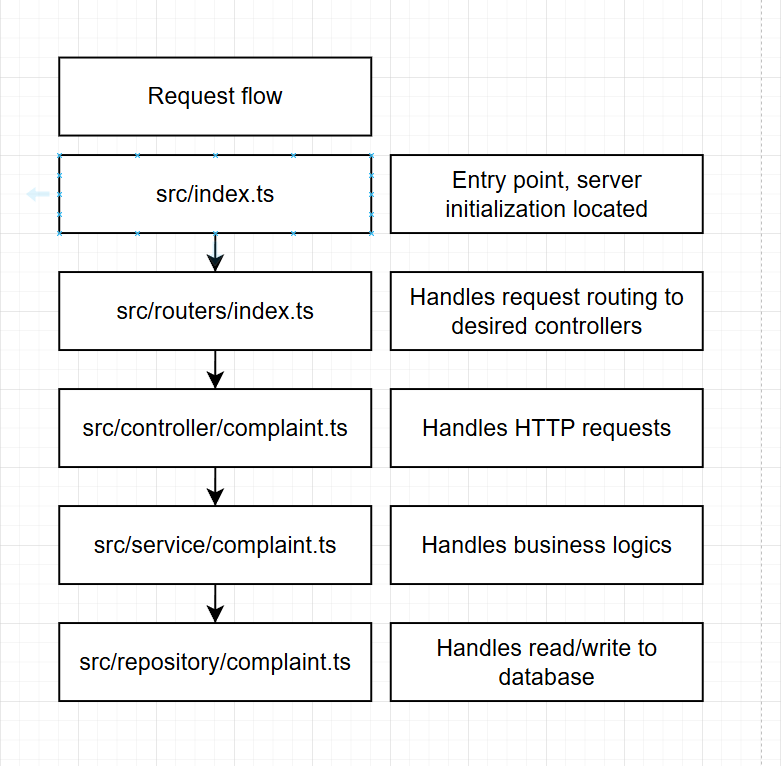 Request flow
src/index.ts
Entry point, server
initialization located
src/routers/index.ts
Handles request routing to
desired controllers
src/controller/complaint.ts
Handles HTTP requests
src/service/complaint.ts
Handles business logics
src/repository/complaint.ts
Handles read/write to
database